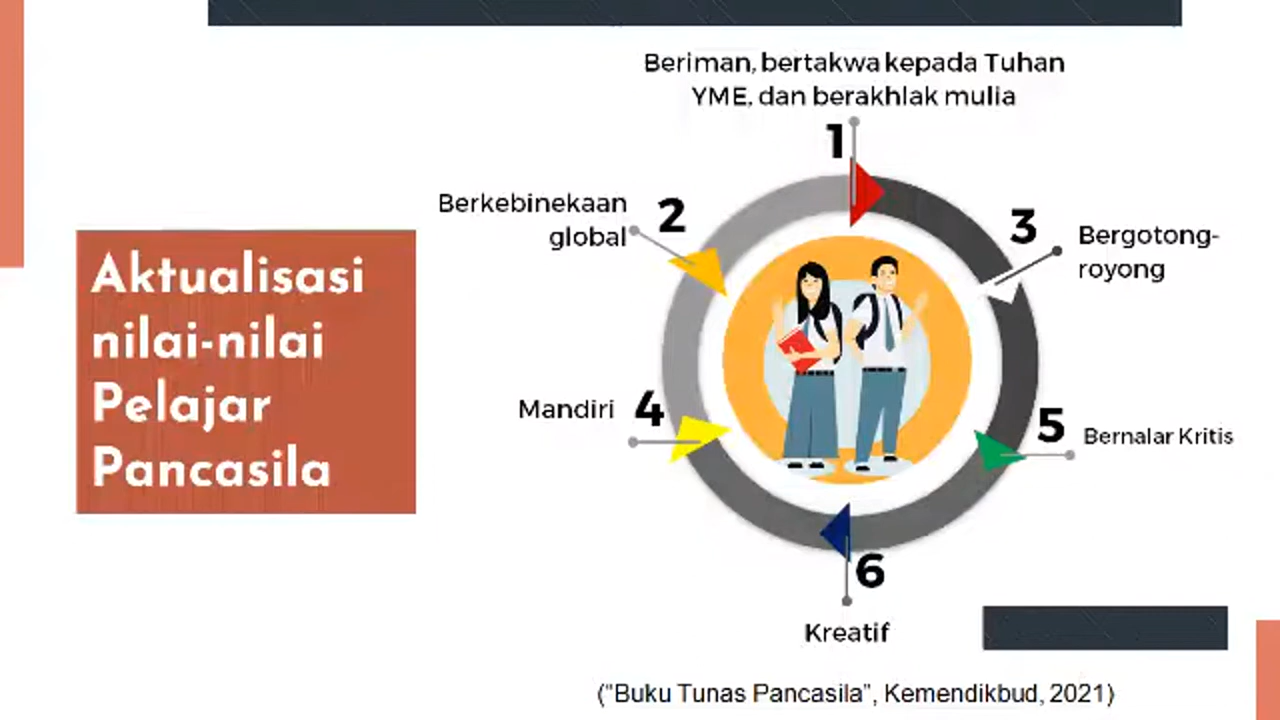 Aktualisasi
nilai-nilai
Pelajar
Pancasila
Beriman, bertakwa kepada Tuhan
YME, dan berakhlak mulia
1
Berkebinekaan
global
2
3
Bergotong-
royong
Mandiri
4
5
Bernalar Kritis
6
Kreatif
("Buku Tunas Pancasila", Kemendikbud, 2021)